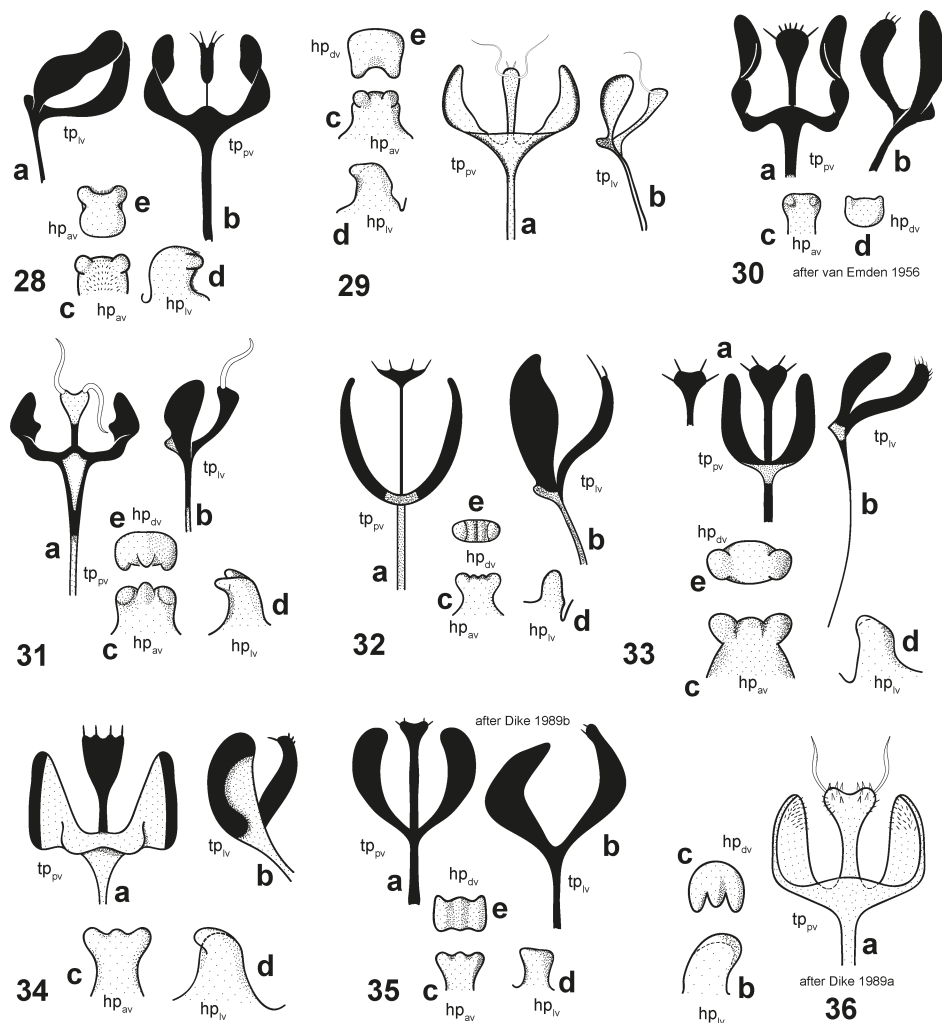 a
tp lv
b
tp pv
e
hp av
28
c
hp av
d
hp lv
hp dv
e
c
hp av
d
hp lv
29
tp pv
a
tp lv
b
a
tp pv
b
c
hp av
d
hp dv
30
after van Emden 1956
a
tp pv
tp lv
b
e
hp dv
c
hp av
d
hp lv
31
tp pv
a
tp lv
b
e
hp dv
c
hp av
hp lv
d
32
a
tp pv
tp lv
b
hp dv
e
33
c
hp av
d
hp lv
tp pv
a
tp lv
b
c
hp av
d
hp lv
34
after Dike 1989b
tp pv
a
b
tp lv
hp dv
e
c
hp av
d
hp lv
35
c
hp dv
b
hp lv
tp pv
a
after Dike 1989a
36